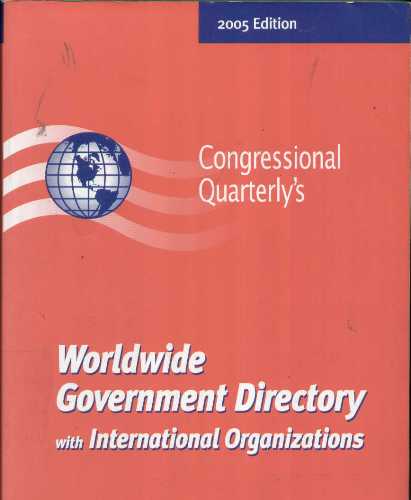 2005 Edition
Congressional
Quarterly's
Worldwide
Government Directory
with International Organizations